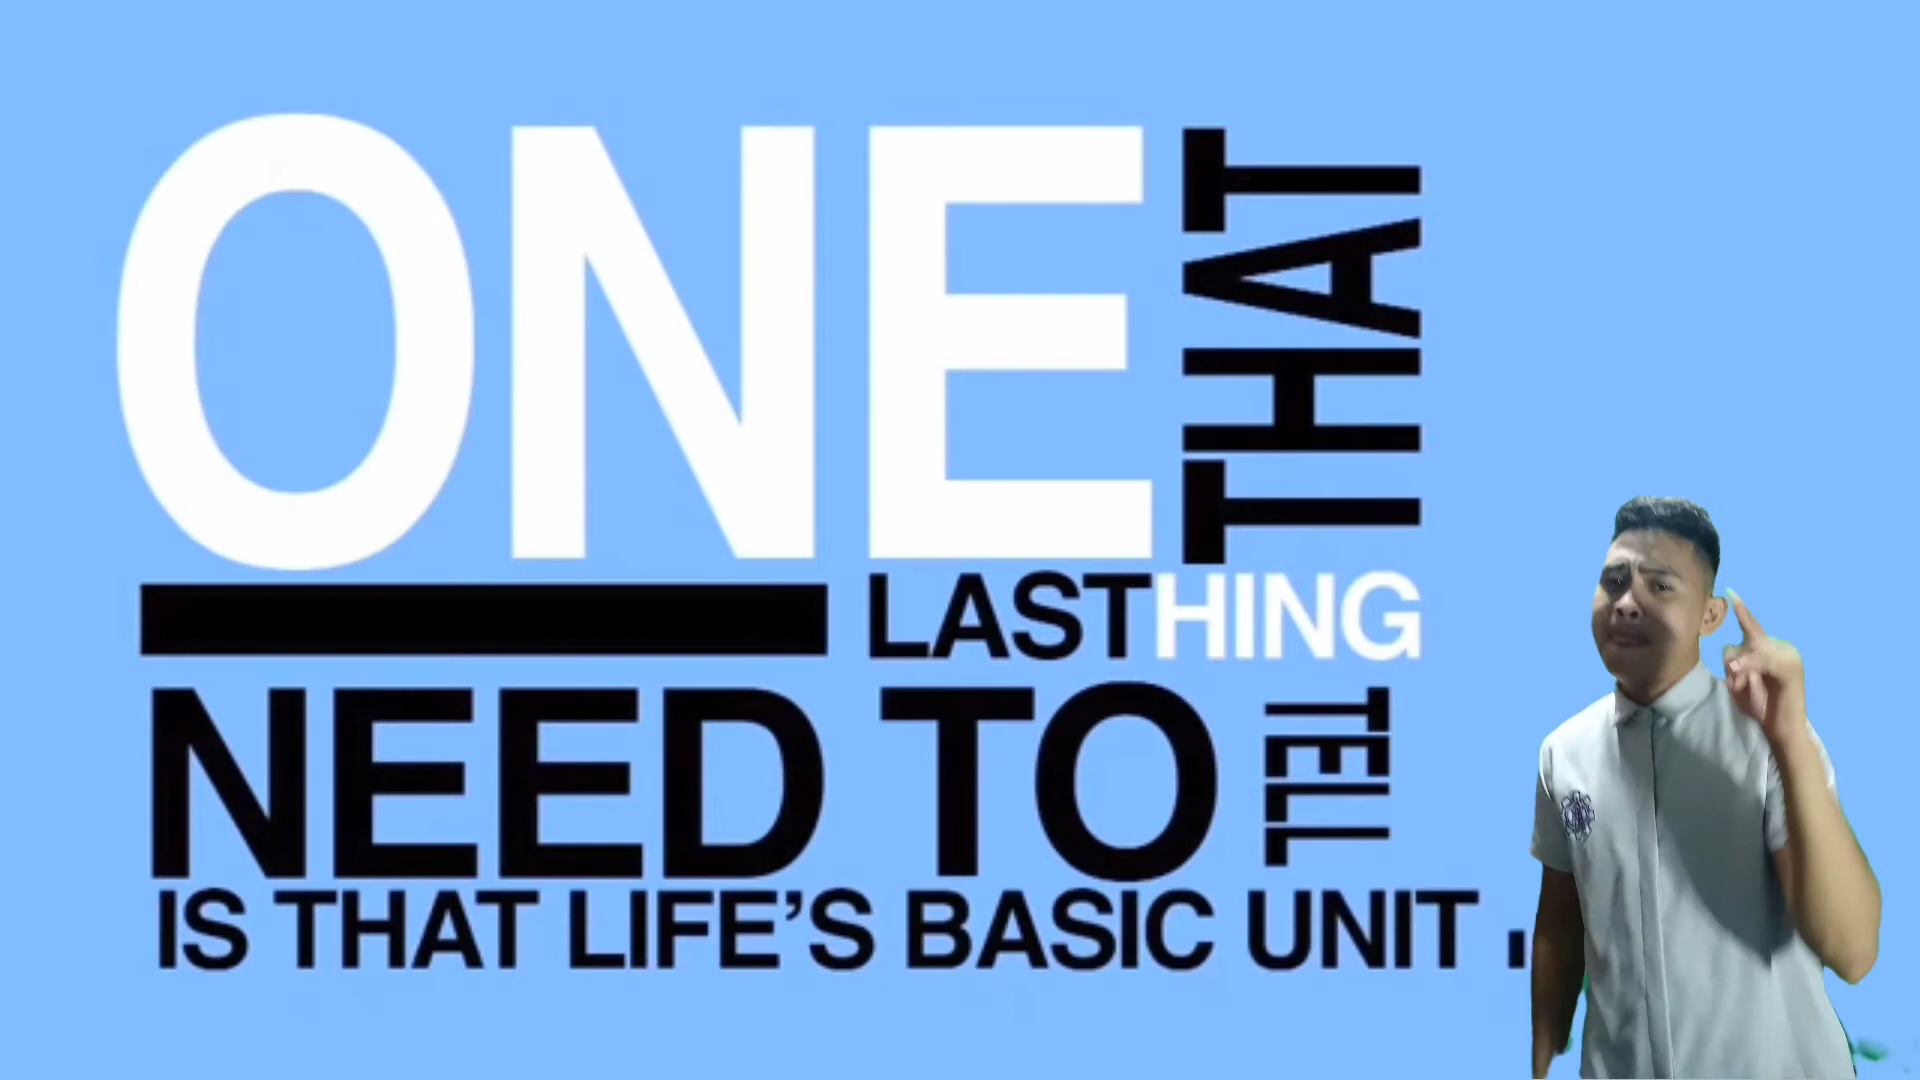 ONE
THAT
LASTHING
NEED TO
TELL
IS THAT LIFE'S BASIC UNIT